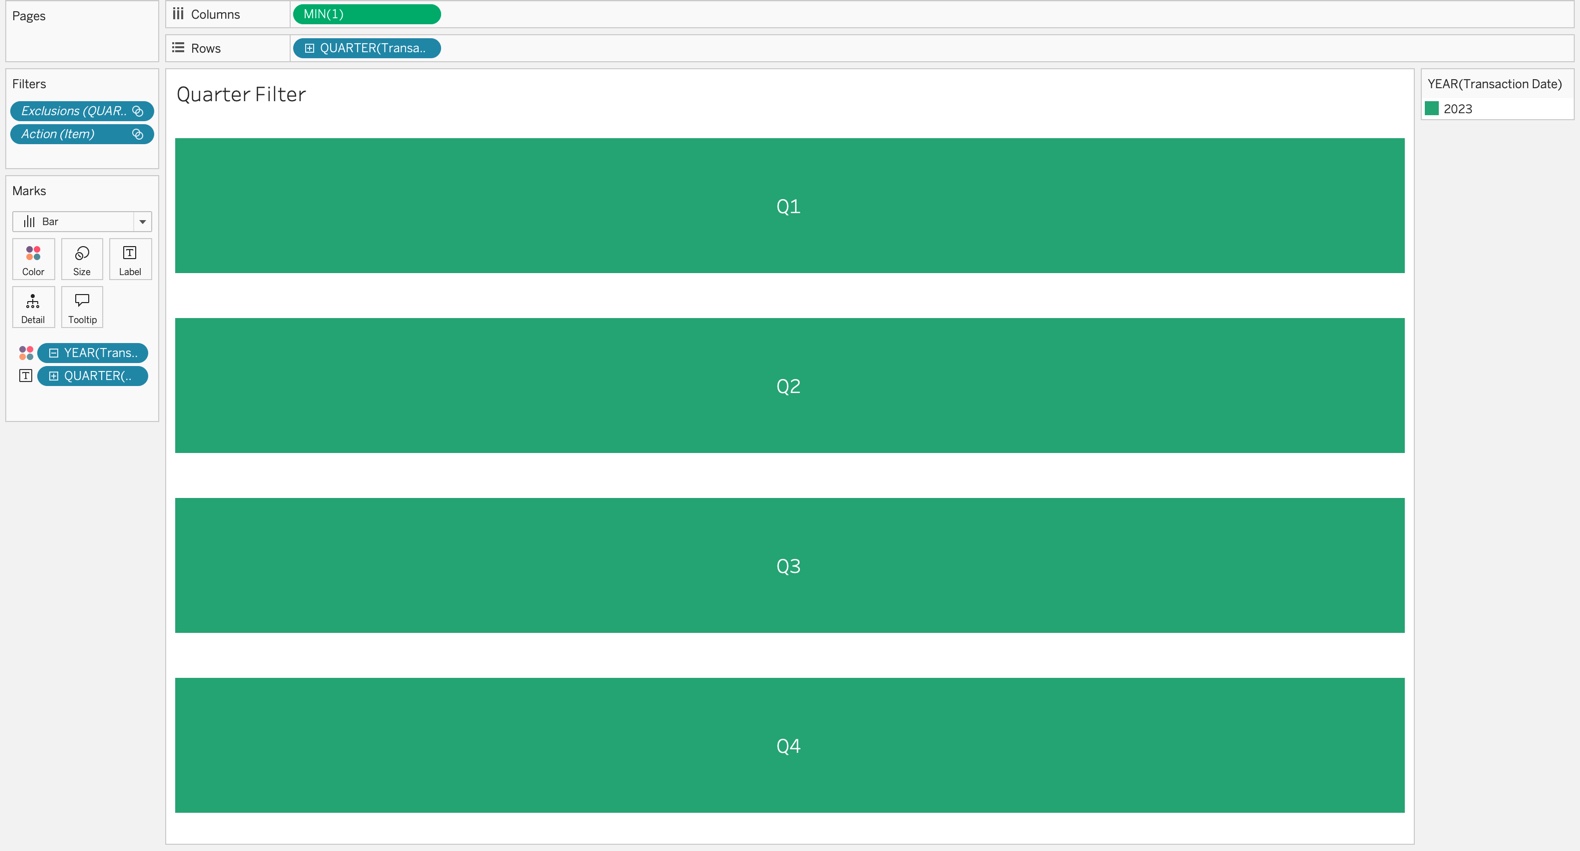 Pages
Columns
MIN(1)
Rows
QUARTER(Transa..
Filters
Exclusions (QUAR..
Action (Item)
Marks
Bar
Color
Size
Label
Detail
Tooltip
YEAR(Trans..
QUARTER(..
Quarter Filter
Q1
Q2
Q3
Q4
YEAR(Transaction Date)
2023